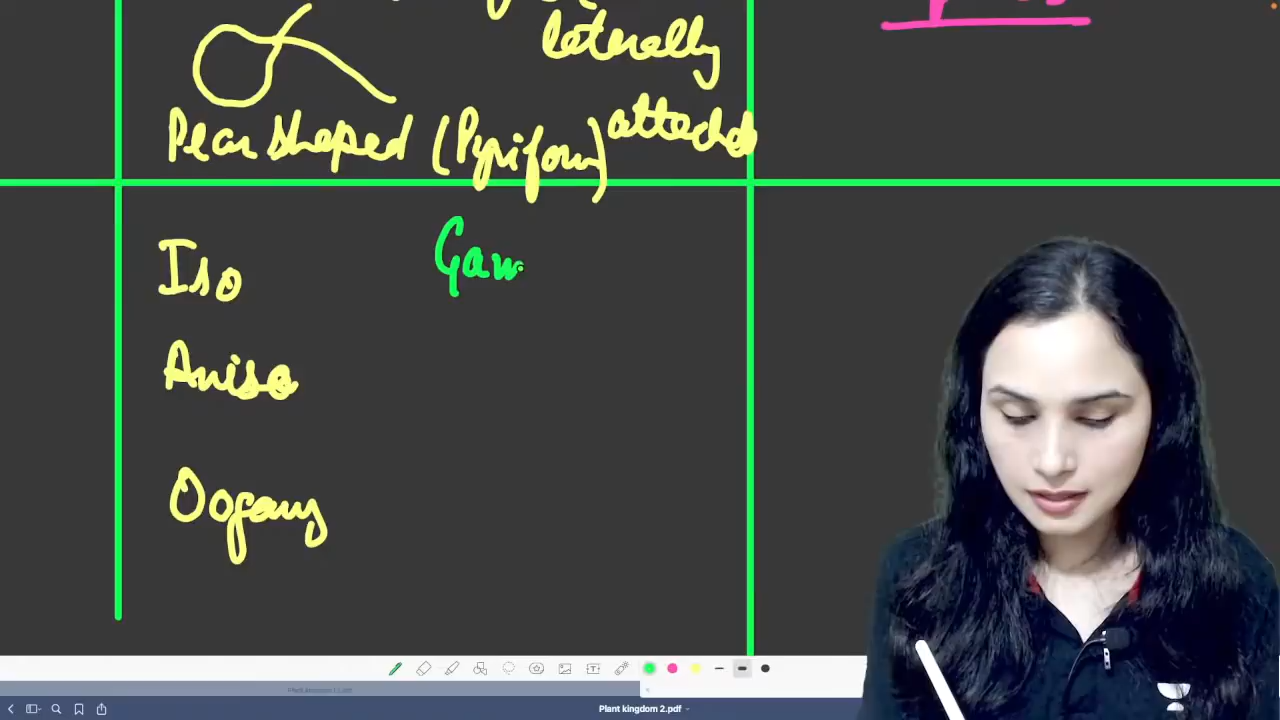 laterally
Pear shaped (Pyriform) attached
Iso
Gam
Aniso
Oogamy
Plant kingdom 2.pdf